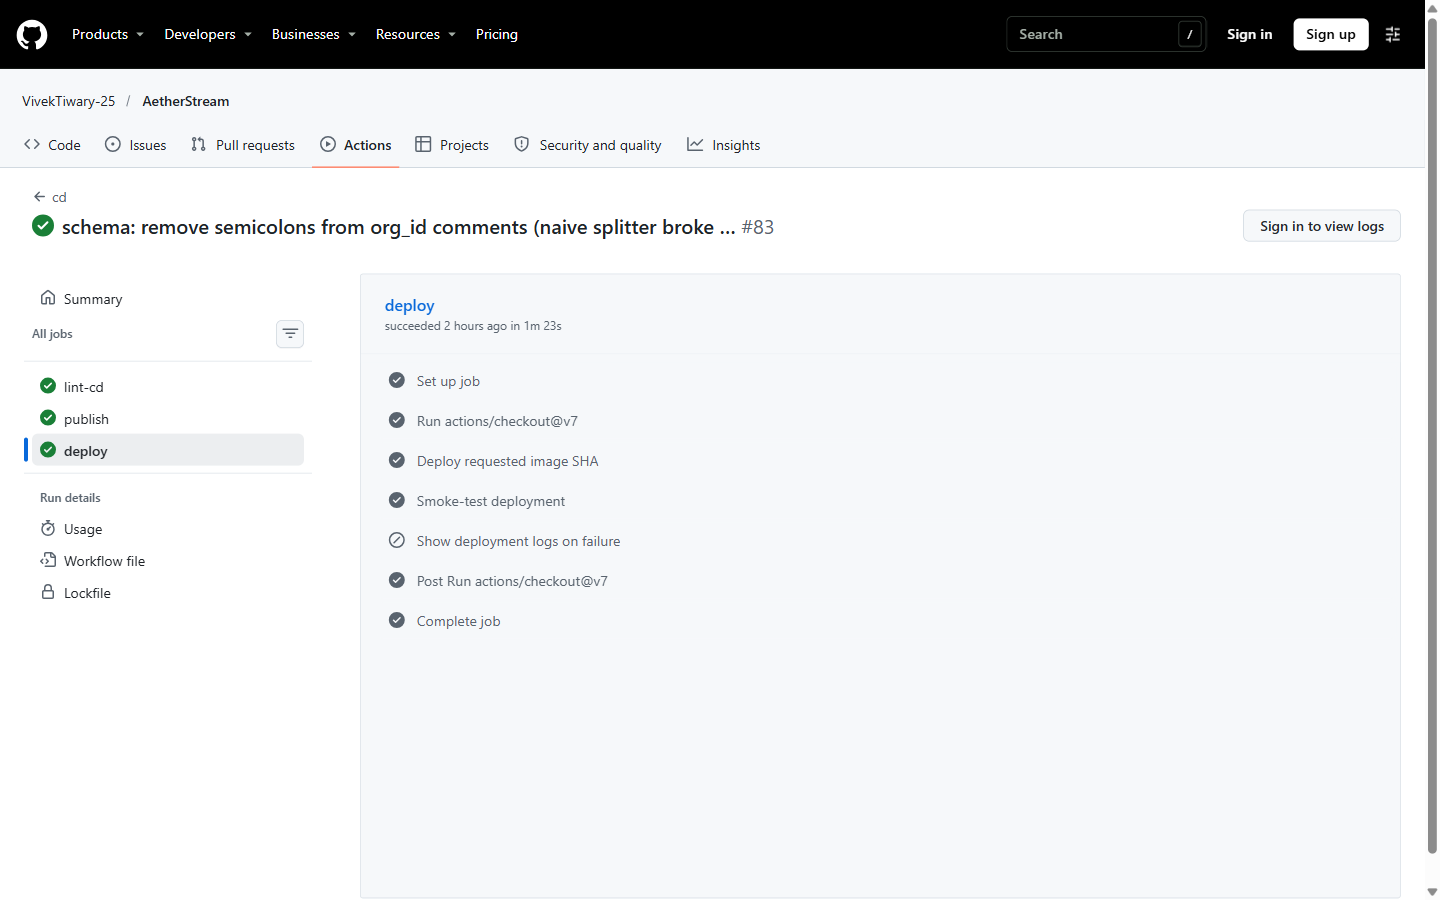 Products
Developers
Businesses
Resources
Pricing
Search
/
Sign in
Sign up
VivekTiwary-25 / AetherStream
Code
Issues
Pull requests
Actions
Projects
Security and quality
Insights
cd
schema: remove semicolons from org_id comments (naive splitter broke ... #83
Sign in to view logs
Summary
All jobs
lint-cd
publish
deploy
Run details
Usage
Workflow file
Lockfile
deploy
succeeded 2 hours ago in 1m 23s
Set up job
Run actions/checkout@v7
Deploy requested image SHA
Smoke-test deployment
Show deployment logs on failure
Post Run actions/checkout@v7
Complete job